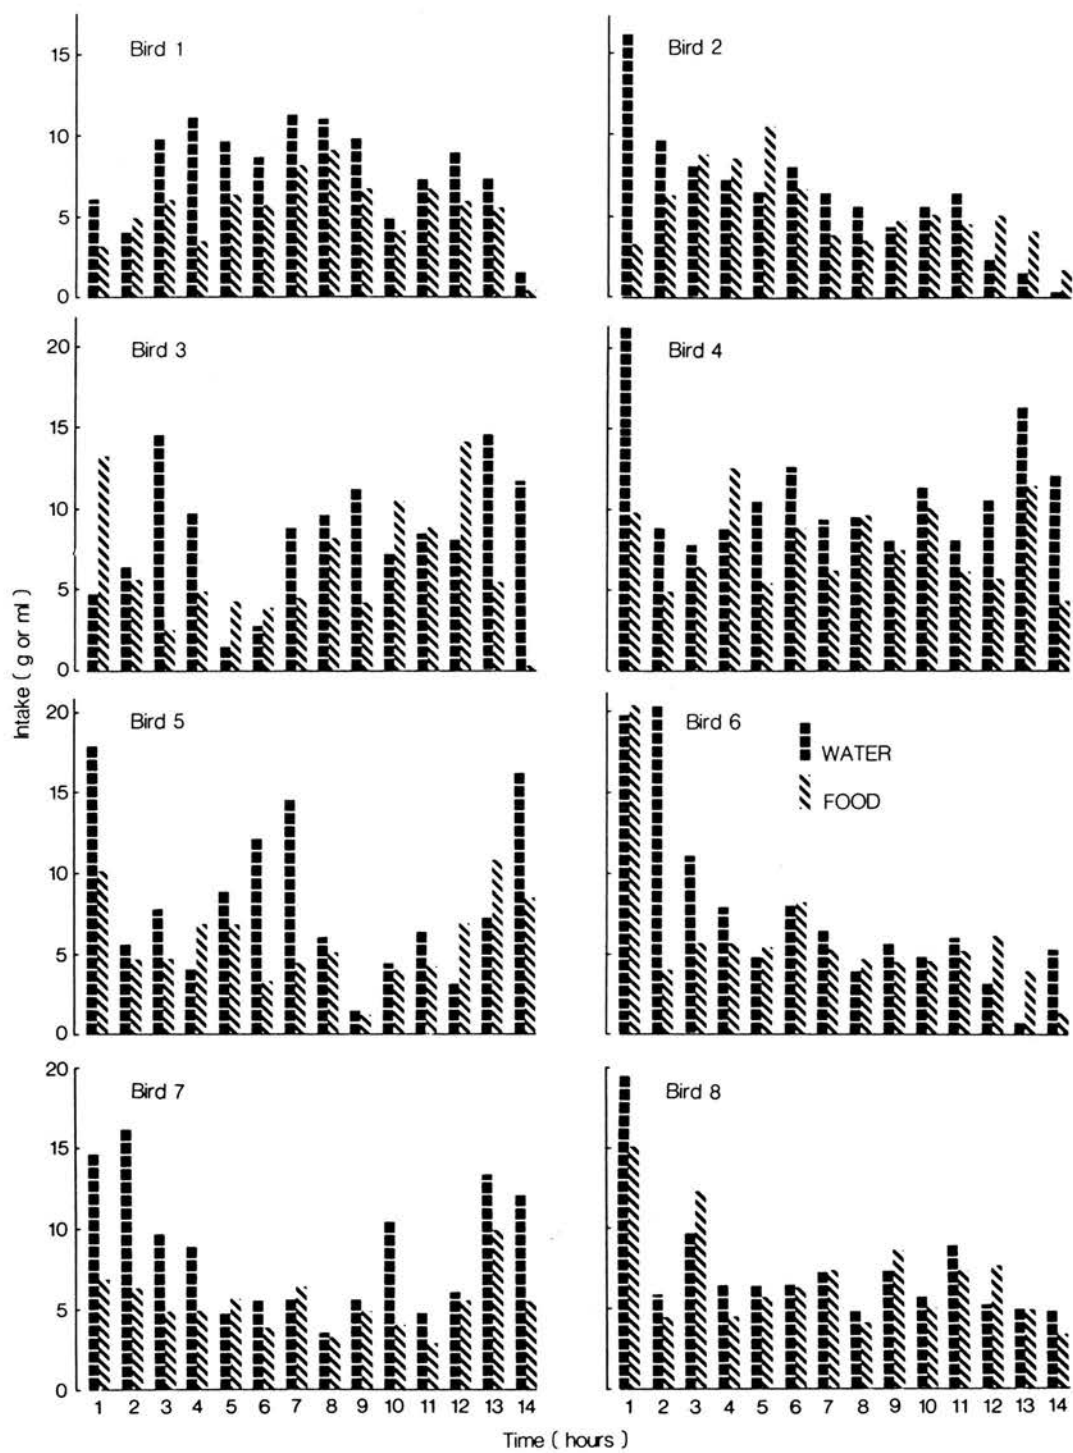 Bird 1
15
10
5
0
Bird 2
Bird 3
20
15
10
5
0
Bird 4
Intake ( g or ml )
Bird 5
20
15
10
5
0
Bird 6
WATER
FOOD
Bird 7
20
15
10
5
0
1 2 3 4 5 6 7 8 9 10 11 12 13 14
Bird 8
1 2 3 4 5 6 7 8 9 10 11 12 13 14
Time ( hours )